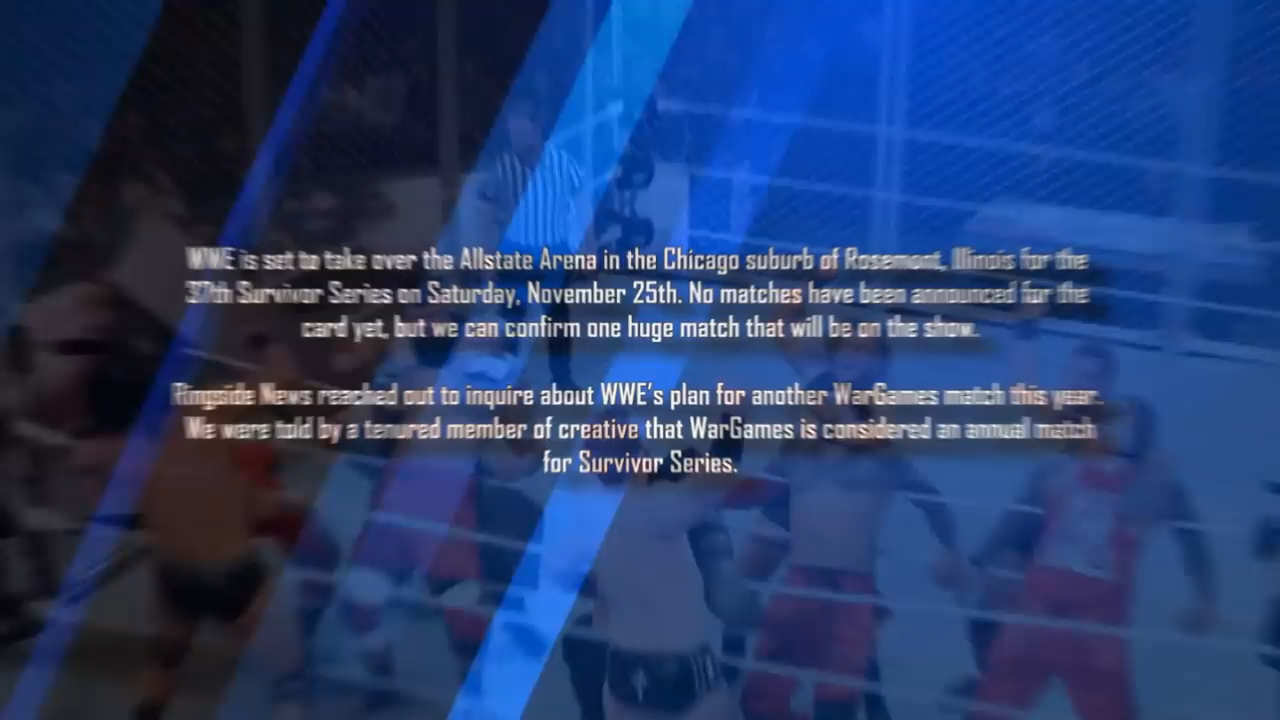 WWE is set to take over the Allstate Arena in the Chicago suburb of Rosemont, Illinois for the
37th Survivor Series on Saturday, November 25th. No matches have been announced for the
card yet, but we can confirm one huge match that will be on the show.
Ringside News reached out to inquire about WWE's plan for another WarGames match this year.
We were told by a tenured member of creative that WarGames is considered an annual match
for Survivor Series.